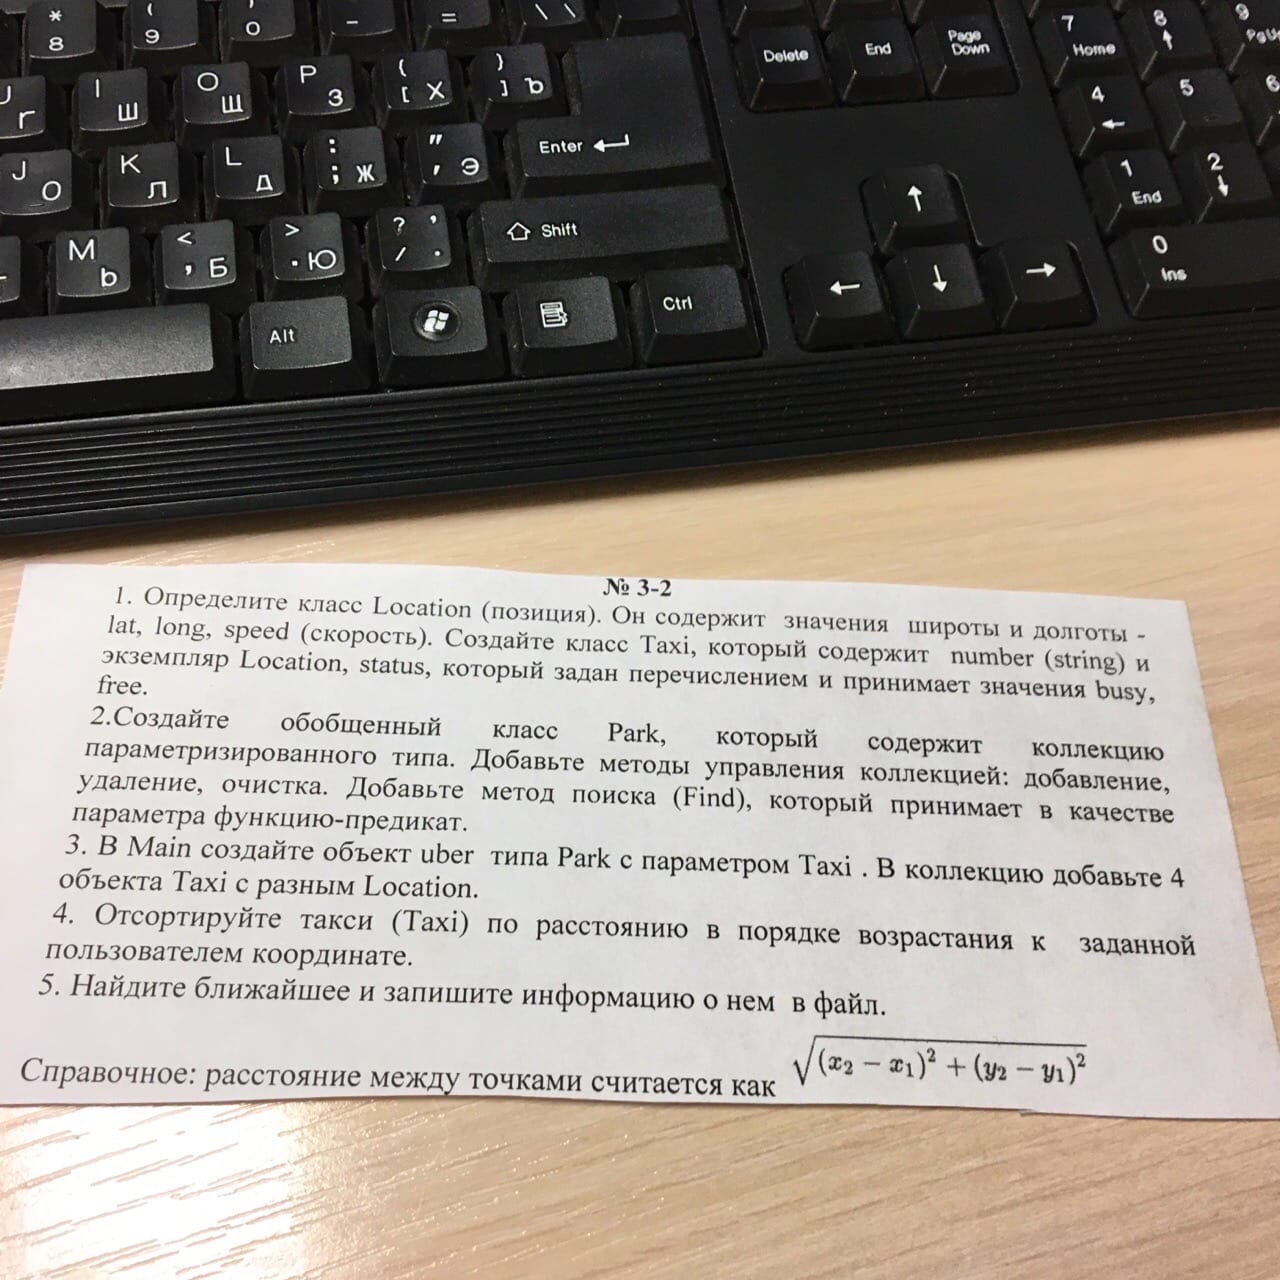 * 8
( 9
) 0
_ -
+ =
| \ \
Delete
End
Page Down
7 Home
8 ↑
9 PgUp
Г
I Ш
O Щ
P З
{ [ Х
} ] Ъ
Enter
4 ←
5
6
J О
K Л
L Д
: ; Ж
" ' Э
↑
1 End
2 ↓
M Ь
< , Б
> . Ю
? / , .
Shift
←
↓
→
0 Ins
Alt
Ctrl
№ 3-2
1. Определите класс Location (позиция). Он содержит значения широты и долготы -
lat, long, speed (скорость). Создайте класс Taxi, который содержит number (string) и
экземпляр Location, status, который задан перечислением и принимает значения busy,
free.
2.Создайте обобщенный класс Park, который содержит коллекцию
параметризированного типа. Добавьте методы управления коллекцией: добавление,
удаление, очистка. Добавьте метод поиска (Find), который принимает в качестве
параметра функцию-предикат.
3. В Main создайте объект uber типа Park с параметром Taxi . В коллекцию добавьте 4
объекта Taxi с разным Location.
4. Отсортируйте такси (Taxi) по расстоянию в порядке возрастания к заданной
пользователем координате.
5. Найдите ближайшее и запишите информацию о нем в файл.
Справочное: расстояние между точками считается как √(x₂ − x₁)² + (y₂ − y₁)²